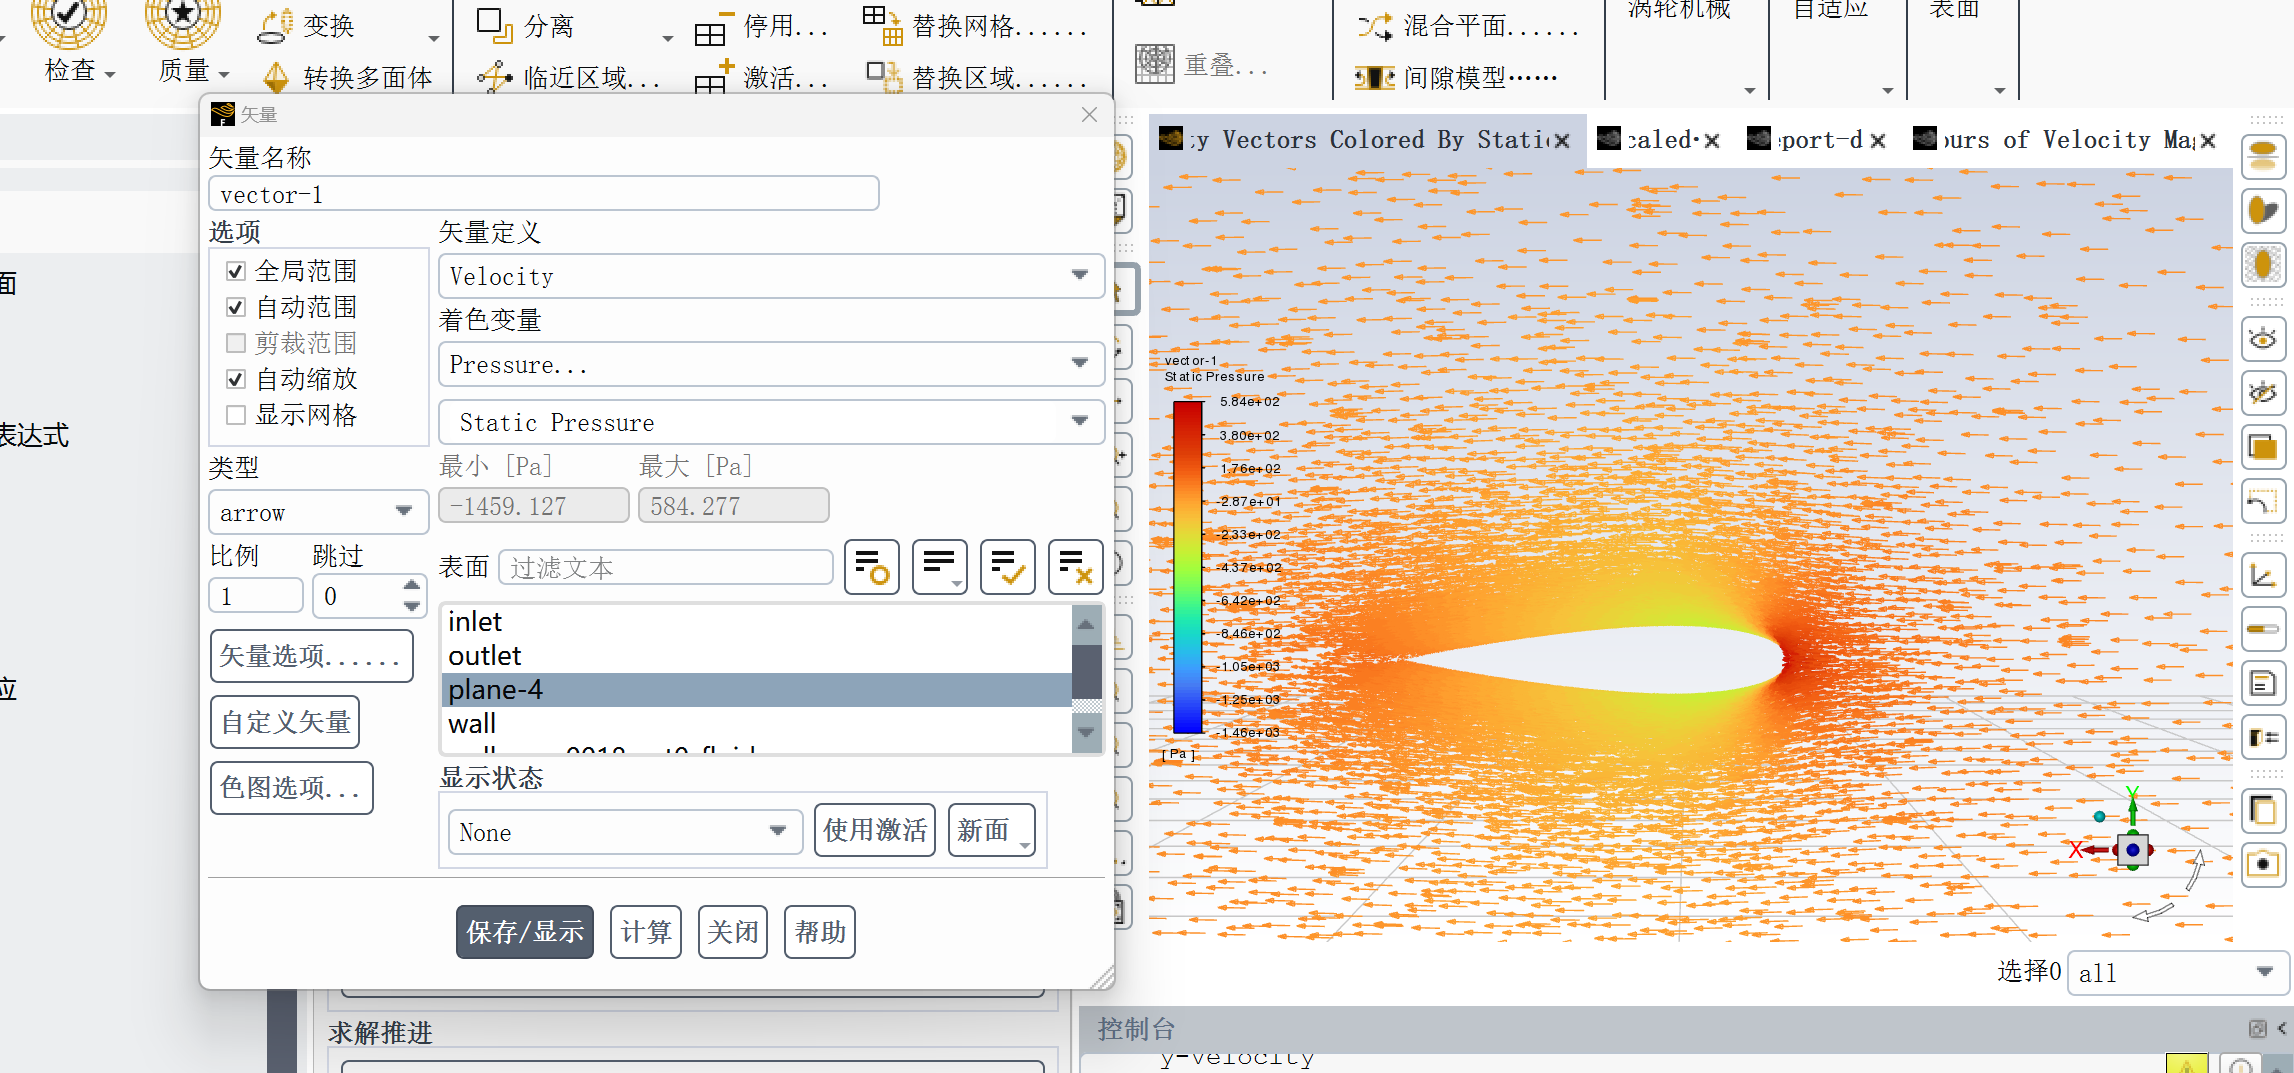 变换
分离
停用...
替换网格......
混合平面......
涡轮机械
自适应
表面
检查
质量
转换多面体
临近区域...
激活...
替换区域......
重叠...
间隙模型……
矢量
矢量名称
vector-1
选项
全局范围
自动范围
剪裁范围
自动缩放
显示网格
矢量定义
Velocity
着色变量
Pressure...
Static Pressure
类型
arrow
最小 [Pa]
最大 [Pa]
-1459.127
584.277
比例
跳过
1
0
表面
过滤文本
inlet
outlet
plane-4
wall
矢量选项......
自定义矢量
色图选项...
显示状态
None
使用激活
新面
保存/显示
计算
关闭
帮助
求解推进
面
表达式
应
y Vectors Colored By Stati
caled
port-d
ours of Velocity Ma
vector-1
Static Pressure
5.84e+02
3.80e+02
1.76e+02
-2.87e+01
-2.33e+02
-4.37e+02
-6.42e+02
-8.46e+02
-1.05e+03
-1.25e+03
-1.46e+03
[ Pa ]
Y
X
选择0
all
控制台
y-velocity